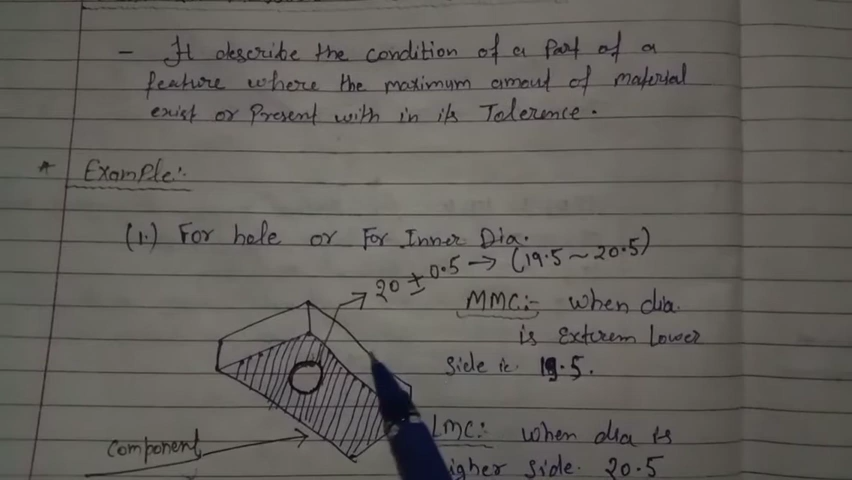 - It describe the condition of a Part of a
feature where the maximum amout of material
exist or Present with in its Tolerence.
* Example:-
(1.) For hole or For Inner Dia.
20 ± 0.5 → (19.5 ~ 20.5)
MMC:- when dia.
is Exterm Lower
Side ie. 19.5.
Component
LMC:- when dia is
higher side. 20.5